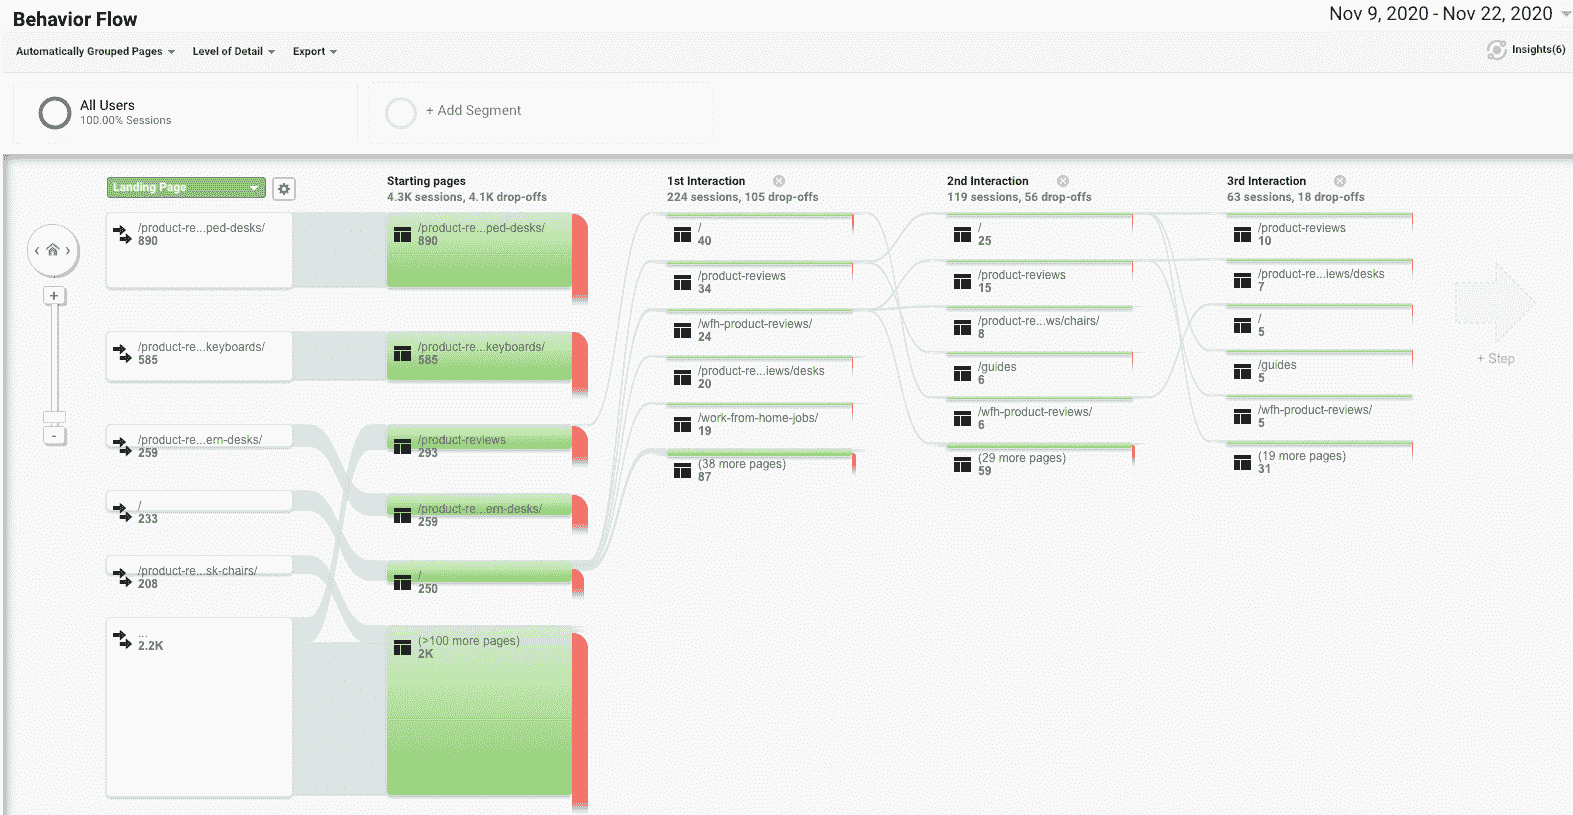 Behavior Flow
Nov 9, 2020 - Nov 22, 2020
Automatically Grouped Pages
Level of Detail
Export
Insights(6)
All Users
100.00% Sessions
+ Add Segment
Landing Page
/product-re...ped-desks/
890
/product-re...keyboards/
585
/product-re...ern-desks/
259
/
233
/product-re...sk-chairs/
208
...
2.2K
Starting pages
4.3K sessions, 4.1K drop-offs
/product-re...ped-desks/
890
/product-re...keyboards/
585
/product-reviews
293
/product-re...ern-desks/
259
/
250
(>100 more pages)
2K
1st Interaction
224 sessions, 105 drop-offs
/
40
/product-reviews
34
/wfh-product-reviews/
24
/product-re...iews/desks
20
/work-from-home-jobs/
19
(38 more pages)
87
2nd Interaction
119 sessions, 56 drop-offs
/
25
/product-reviews
15
/product-re...ws/chairs/
8
/guides
6
/wfh-product-reviews/
6
(29 more pages)
59
3rd Interaction
63 sessions, 18 drop-offs
/product-reviews
10
/product-re...iews/desks
7
/
5
/guides
5
/wfh-product-reviews/
5
(19 more pages)
31
+ Step